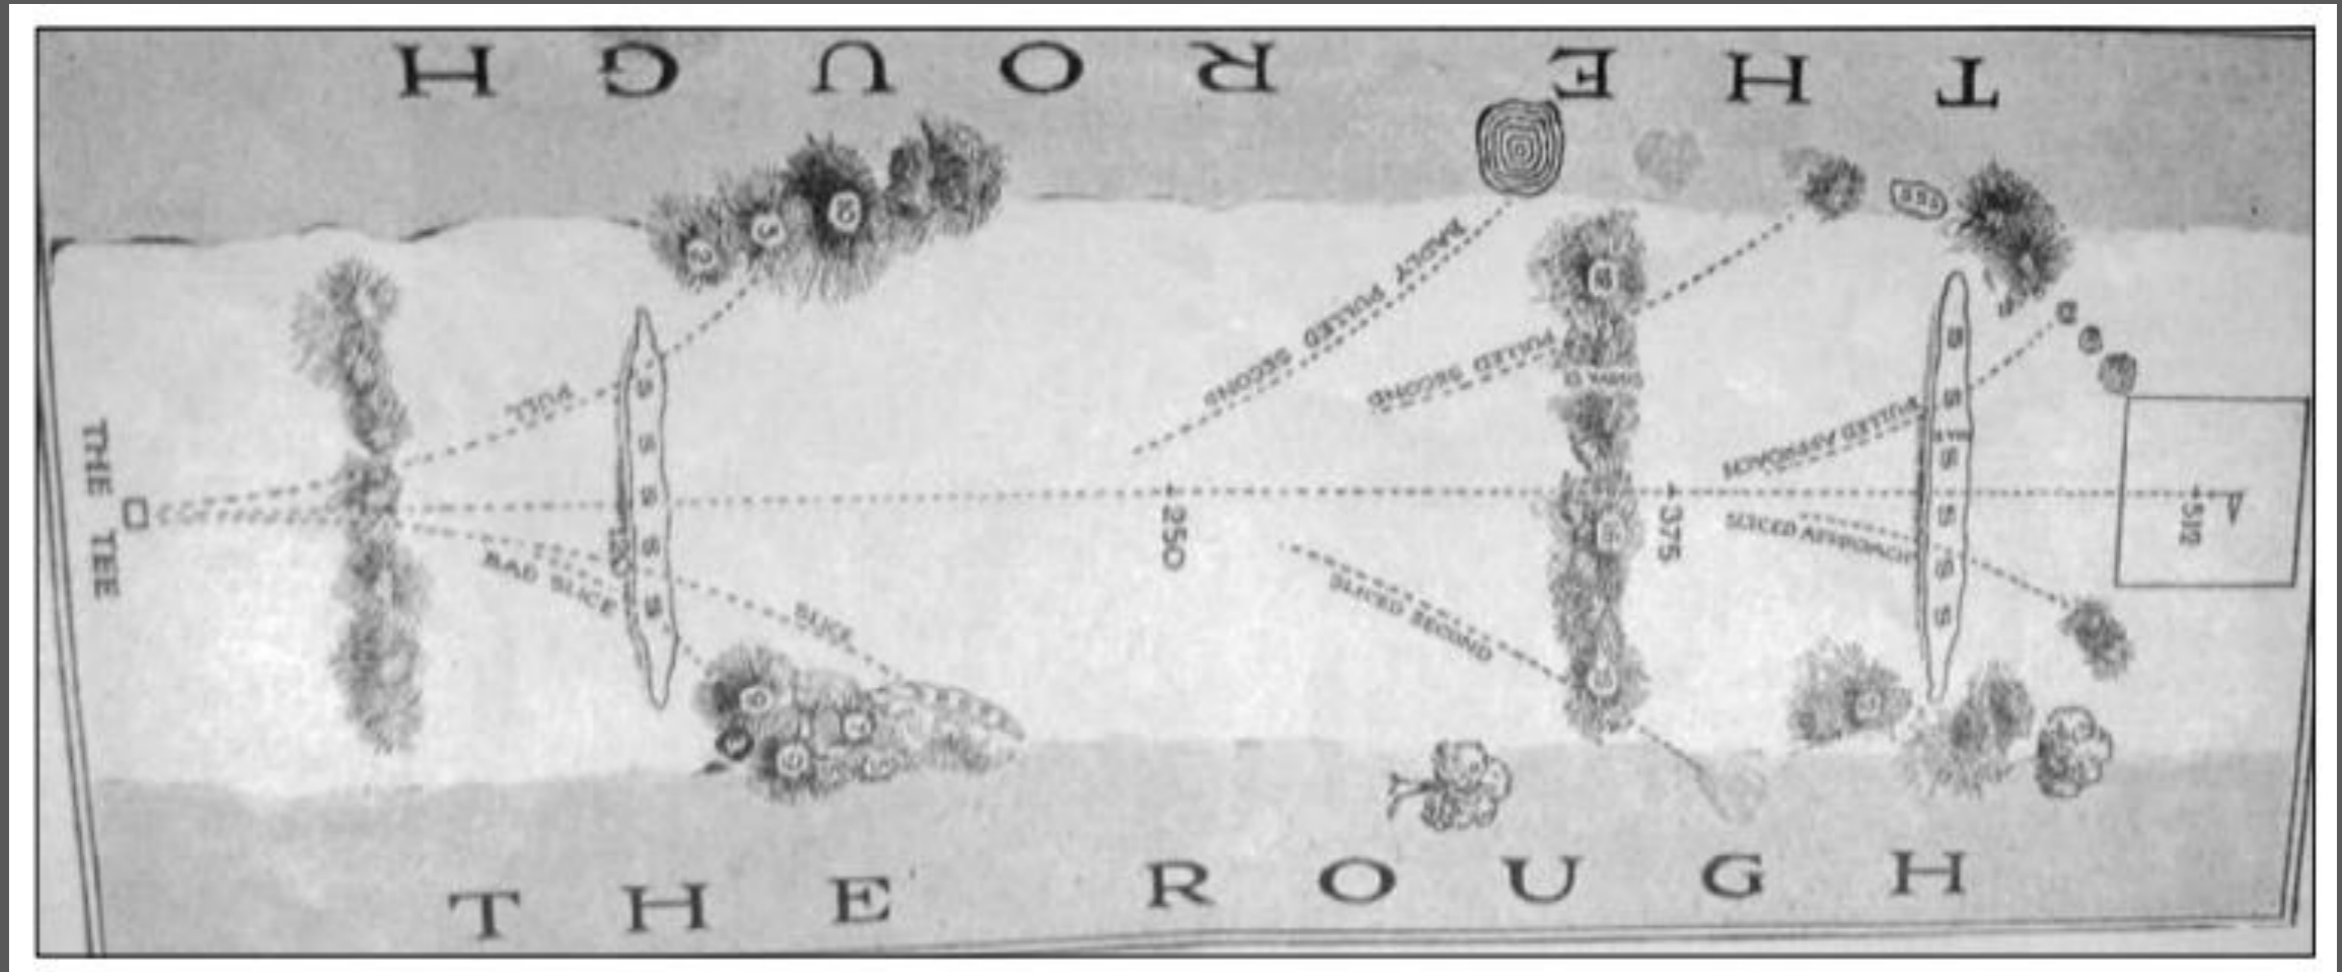 THE ROUGH
BADLY PULLED SECOND
PULLED SECOND
PULL
PULLED APPROACH
THE TEE
120
250
375
512
SLICED APPROACH
BAD SLICE
SLICE
SLICED SECOND
THE ROUGH